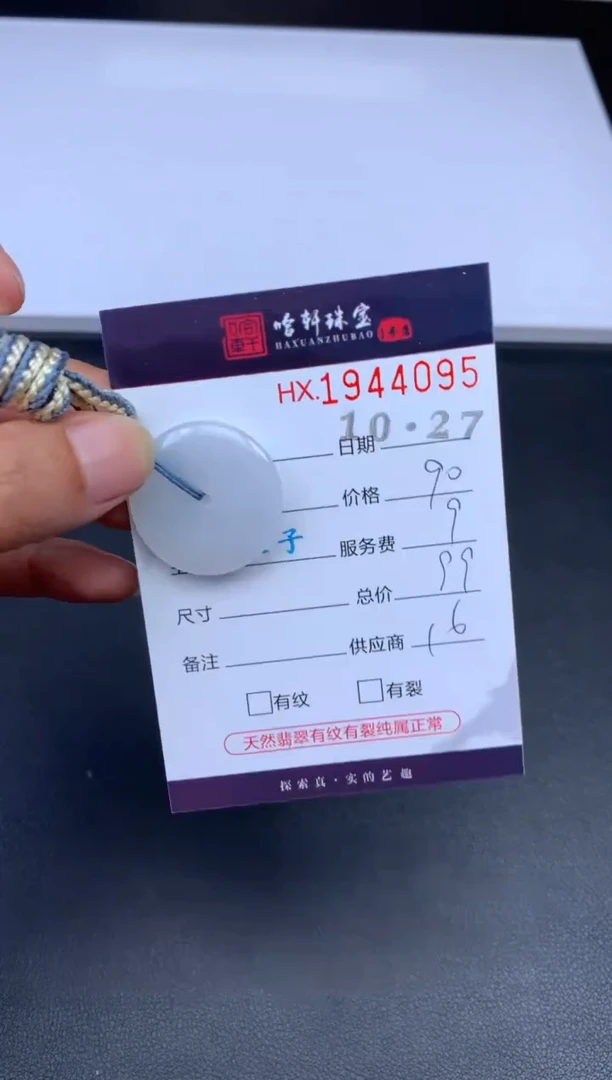 哈轩珠宝
HAXUANZHUBAO
HX.1944095
日期 10·27
价格 90
子 服务费 9
尺寸 总价 99
备注 供应商 16
有纹 有裂
天然翡翠有纹有裂纯属正常
探索真·实的艺趣